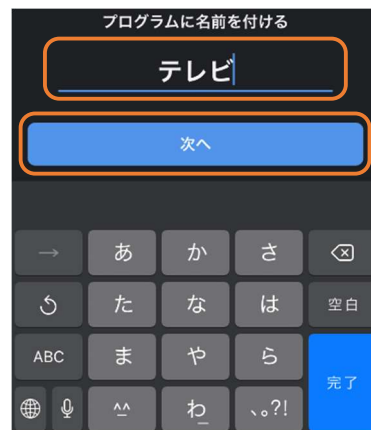 プログラムに名前を付ける
テレビ
次へ
→ あ か さ
た な は 空白
ABC ま や ら 完了
^^ わ_ 、。?!